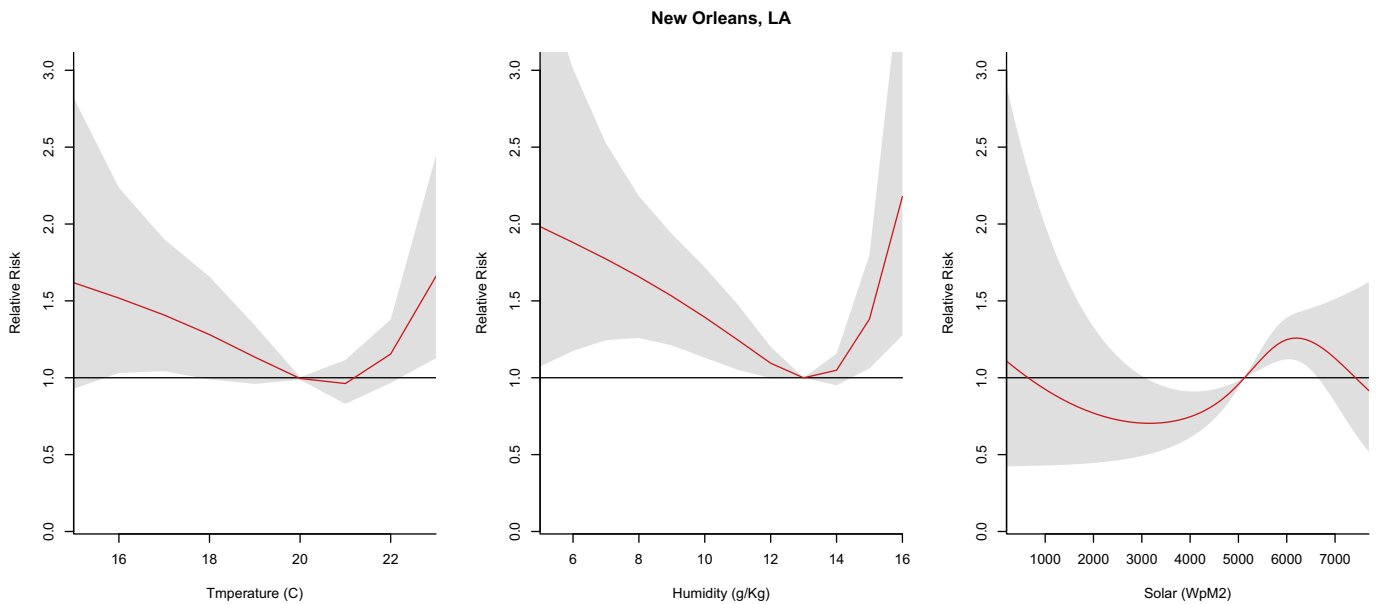 New Orleans, LA
Relative Risk
0.0 0.5 1.0 1.5 2.0 2.5 3.0
16 18 20 22
Tmperature (C)
Relative Risk
0.0 0.5 1.0 1.5 2.0 2.5 3.0
6 8 10 12 14 16
Humidity (g/Kg)
Relative Risk
0.0 0.5 1.0 1.5 2.0 2.5 3.0
1000 2000 3000 4000 5000 6000 7000
Solar (WpM2)